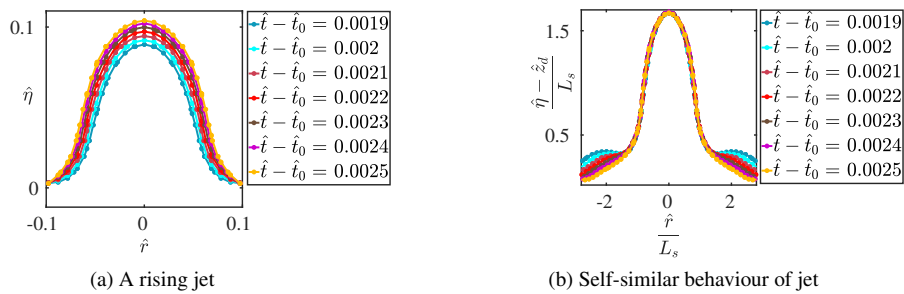 0.1
η̂
0
-0.1 0 0.1
r̂
t̂ − t̂₀ = 0.0019
t̂ − t̂₀ = 0.002
t̂ − t̂₀ = 0.0021
t̂ − t̂₀ = 0.0022
t̂ − t̂₀ = 0.0023
t̂ − t̂₀ = 0.0024
t̂ − t̂₀ = 0.0025
(a) A rising jet
1.5
η̂ − ẑ_d
L_s
0.5
-2 0 2
r̂
L_s
t̂ − t̂₀ = 0.0019
t̂ − t̂₀ = 0.002
t̂ − t̂₀ = 0.0021
t̂ − t̂₀ = 0.0022
t̂ − t̂₀ = 0.0023
t̂ − t̂₀ = 0.0024
t̂ − t̂₀ = 0.0025
(b) Self-similar behaviour of jet